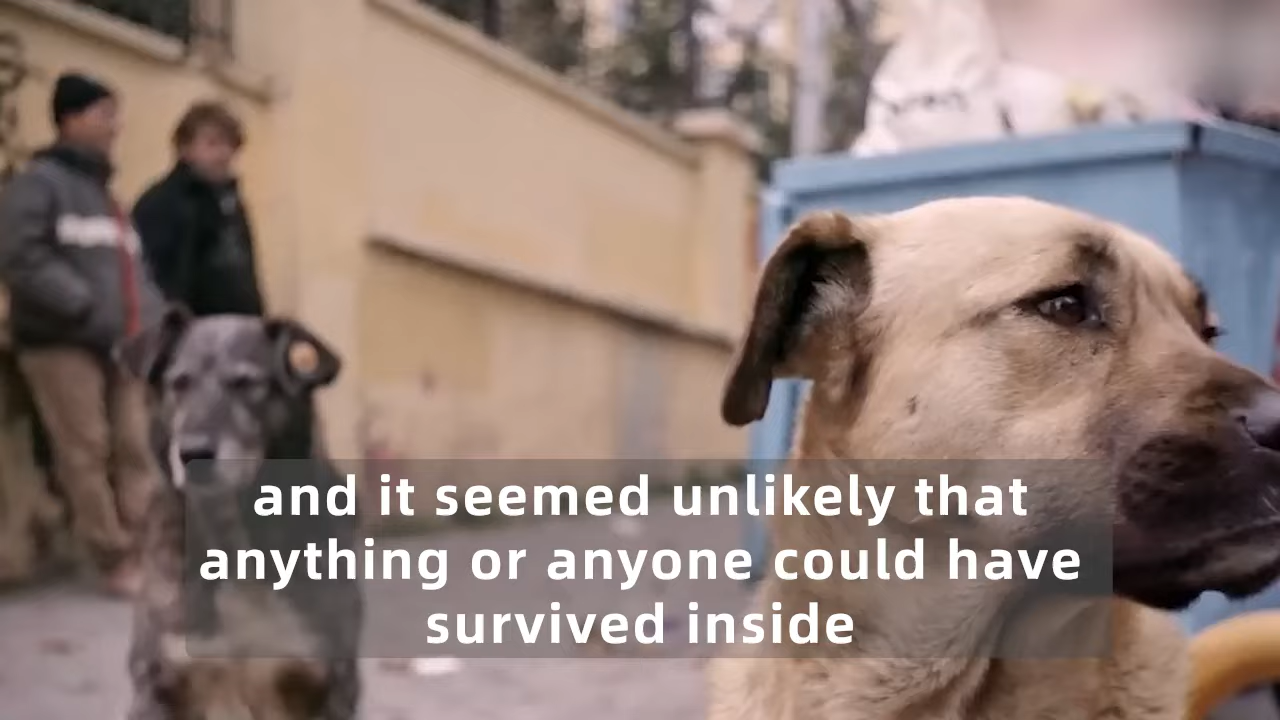 and it seemed unlikely that
anything or anyone could have
survived inside